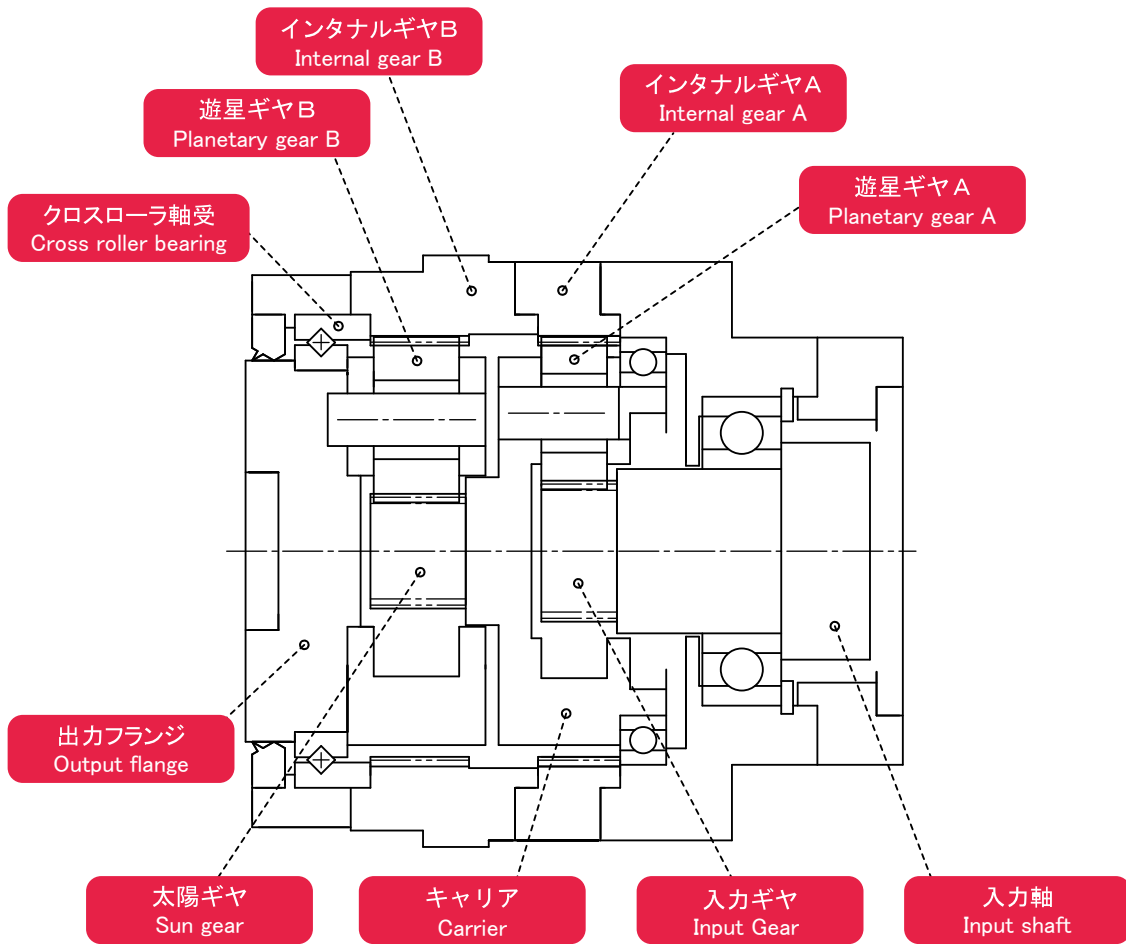 インタナルギヤB
Internal gear B
インタナルギヤA
Internal gear A
遊星ギヤB
Planetary gear B
遊星ギヤA
Planetary gear A
クロスローラ軸受
Cross roller bearing
出力フランジ
Output flange
太陽ギヤ
Sun gear
キャリア
Carrier
入力ギヤ
Input Gear
入力軸
Input shaft